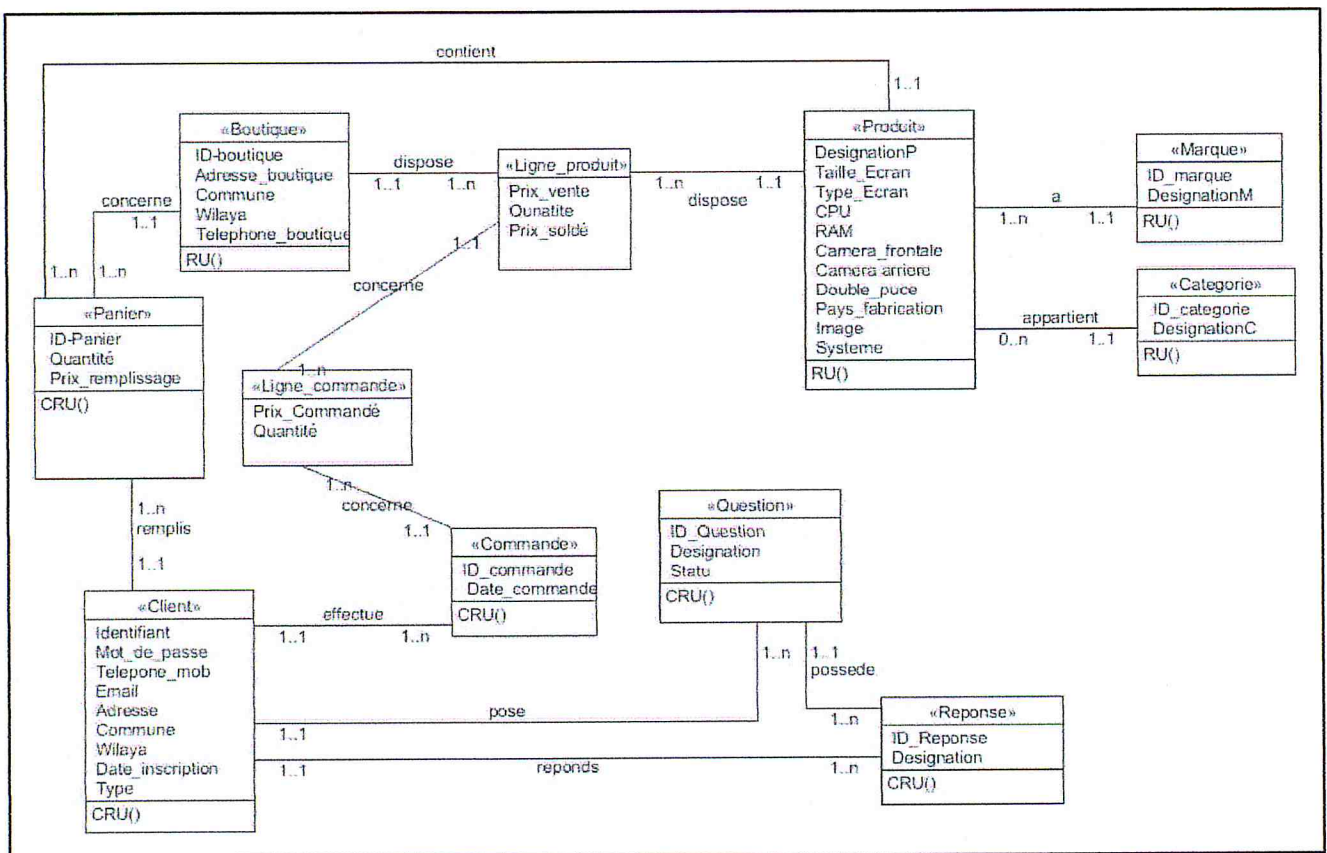 contient
1..1
1..n
«Boutique»
ID-boutique
Adresse_boutique
Commune
Wilaya
Telephone_boutique
RU()
dispose
1..1
1..n
«Ligne_produit»
Prix_vente
Qunatite
Prix_soldé
1..n
1..1
dispose
«Produit»
DesignationP
Taille_Ecran
Type_Ecran
CPU
RAM
Camera_frontale
Camera arriere
Double_puce
Pays_fabrication
Image
Systeme
RU()
a
1..n
1..1
«Marque»
ID_marque
DesignationM
RU()
appartient
0..n
1..1
«Categorie»
ID_categorie
DesignationC
RU()
concerne
1..1
1..n
«Panier»
ID-Panier
Quantité
Prix_remplissage
CRU()
1..1
concerne
1..n
«Ligne_commande»
Prix_Commandé
Quantité
1..n
concerne
1..1
1..n
remplis
1..1
«Commande»
ID_commande
Date_commande
CRU()
«Question»
ID_Question
Designation
Statu
CRU()
«Client»
Identifiant
Mot_de_passe
Telepone_mob
Email
Adresse
Commune
Wilaya
Date_inscription
Type
CRU()
effectue
1..1
1..n
1..n
pose
1..1
1..1
possede
1..n
«Reponse»
ID_Reponse
Designation
CRU()
1..1
reponds
1..n